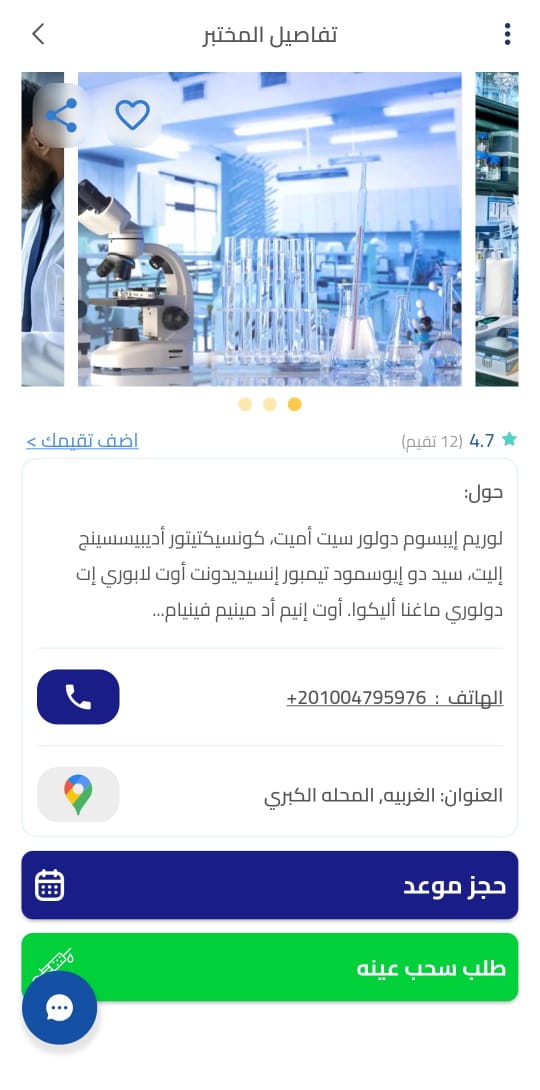 تفاصيل المختبر
4.7 (12 تقيم)
اضف تقيمك >
حول:
لوريم إيبسوم دولور سيت أميت، كونسيكتيتور أديبيسسينج
إليت، سيد دو إيوسمود تيمبور إنسيديدونت أوت لابوري إت
دولوري ماغنا أليكوا. أوت إنيم أد مينيم فينيام...
الهاتف : 201004795976+
العنوان: الغربيه, المحله الكبري
حجز موعد
طلب سحب عينه